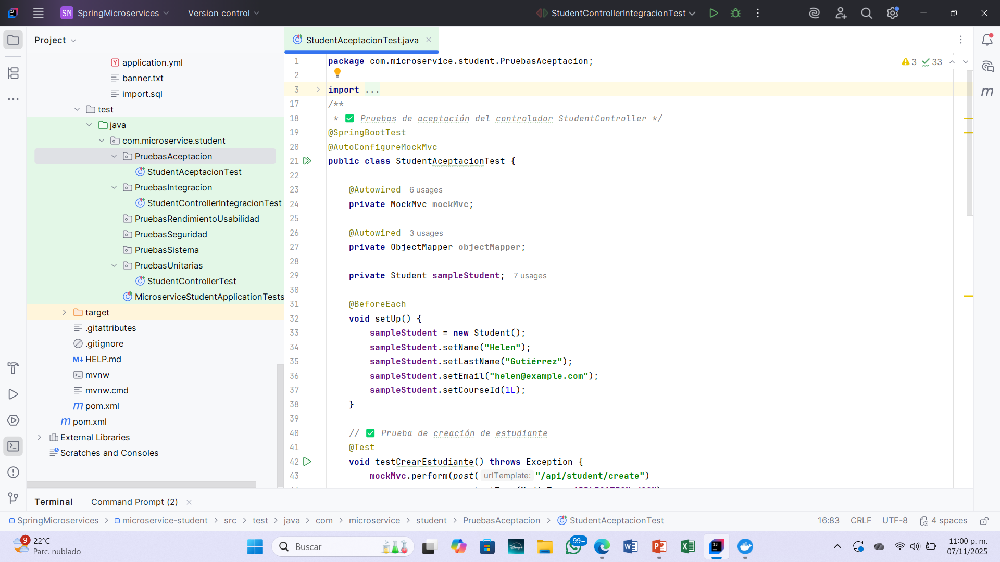 SM SpringMicroservices Version control StudentControllerIntegracionTest
Project
StudentAceptacionTest.java
application.yml
banner.txt
import.sql
test
java
com.microservice.student
PruebasAceptacion
StudentAceptacionTest
PruebasIntegracion
StudentControllerIntegracionTest
PruebasRendimientoUsabilidad
PruebasSeguridad
PruebasSistema
PruebasUnitarias
StudentControllerTest
MicroserviceStudentApplicationTests
target
.gitattributes
.gitignore
M↓ HELP.md
mvnw
mvnw.cmd
m pom.xml
m pom.xml
External Libraries
Scratches and Consoles
3 33
1 package com.microservice.student.PruebasAceptacion;
2
3 import ...
17 /**
18 * ✅ Pruebas de aceptación del controlador StudentController */
19 @SpringBootTest
20 @AutoConfigureMockMvc
21 public class StudentAceptacionTest {
22
23 @Autowired 6 usages
24 private MockMvc mockMvc;
25
26 @Autowired 3 usages
27 private ObjectMapper objectMapper;
28
29 private Student sampleStudent; 7 usages
30
31 @BeforeEach
32 void setUp() {
33 sampleStudent = new Student();
34 sampleStudent.setName("Helen");
35 sampleStudent.setLastName("Gutiérrez");
36 sampleStudent.setEmail("helen@example.com");
37 sampleStudent.setCourseId(1L);
38 }
39
40 // ✅ Prueba de creación de estudiante
41 @Test
42 void testCrearEstudiante() throws Exception {
43 mockMvc.perform(post( urlTemplate: "/api/student/create")
m
Terminal Command Prompt (2)
SpringMicroservices > microservice-student > src > test > java > com > microservice > student > PruebasAceptacion > StudentAceptacionTest 16:83 CRLF UTF-8 4 spaces
9 22°C
Parc. nublado
Buscar
99+
11:00 p. m.
07/11/2025